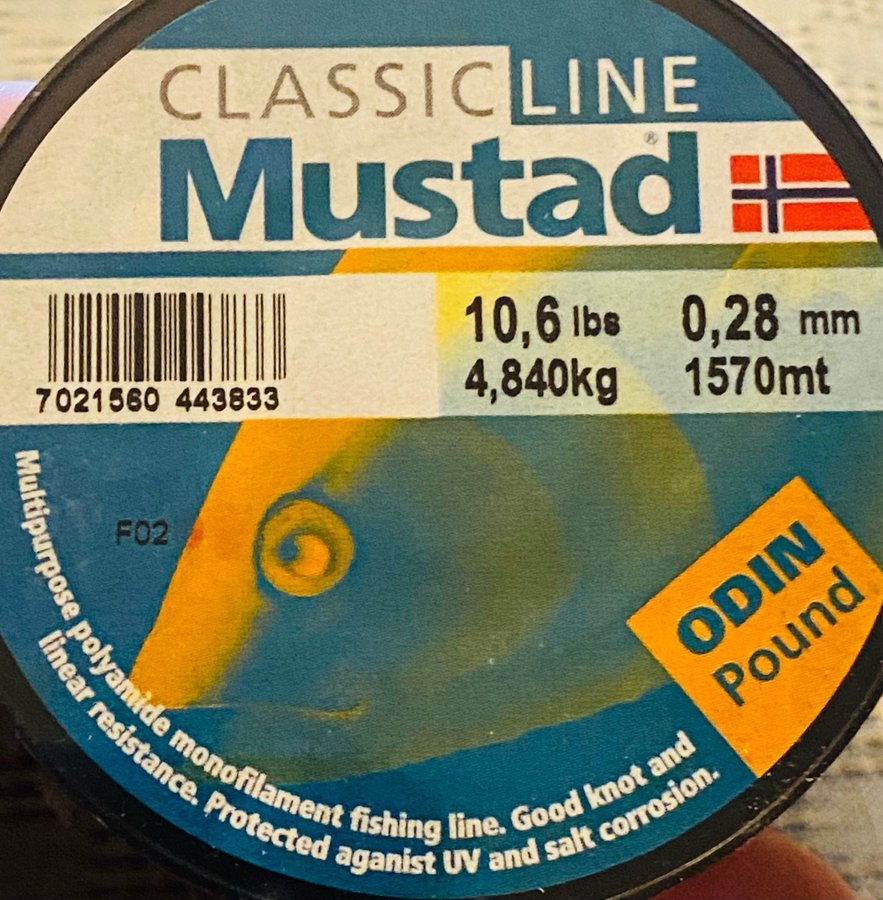 CLASSIC LINE
Mustad®
10,6 lbs 0,28 mm
4,840kg 1570mt
7021560 443833
F02
ODIN
Pound
Multipurpose polyamide monofilament fishing line. Good knot and
linear resistance. Protected aganist UV and salt corrosion.